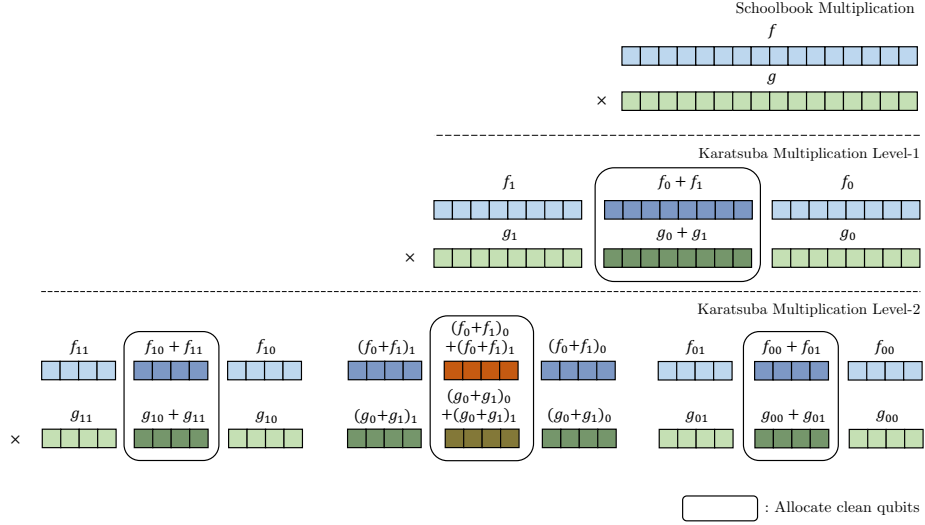 Schoolbook Multiplication
f
g
×
Karatsuba Multiplication Level-1
f₁ f₀ + f₁ f₀
g₁ g₀ + g₁ g₀
×
Karatsuba Multiplication Level-2
f₁₁ f₁₀ + f₁₁ f₁₀ (f₀+f₁)₁ (f₀+f₁)₀ +(f₀+f₁)₁ (f₀+f₁)₀ f₀₁ f₀₀ + f₀₁ f₀₀
g₁₁ g₁₀ + g₁₁ g₁₀ (g₀+g₁)₁ (g₀+g₁)₀ +(g₀+g₁)₁ (g₀+g₁)₀ g₀₁ g₀₀ + g₀₁ g₀₀
×
: Allocate clean qubits